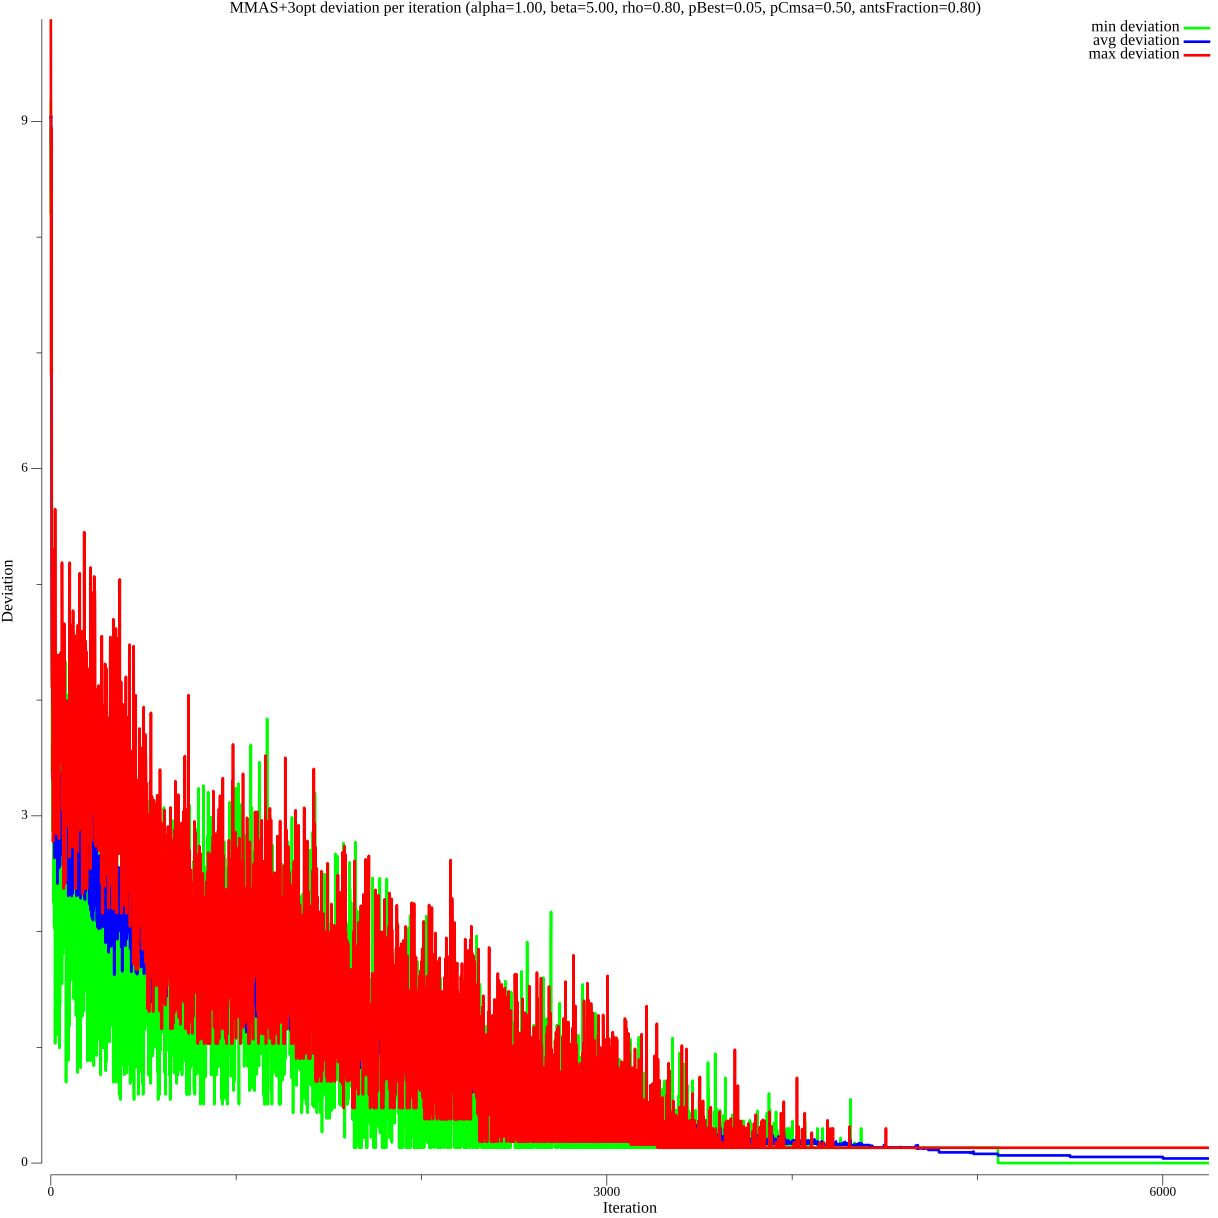 MMAS+3opt deviation per iteration (alpha=1.00, beta=5.00, rho=0.80, pBest=0.05, pCmsa=0.50, antsFraction=0.80)
min deviation
avg deviation
max deviation
9
6
3
0
Deviation
0
3000
6000
Iteration